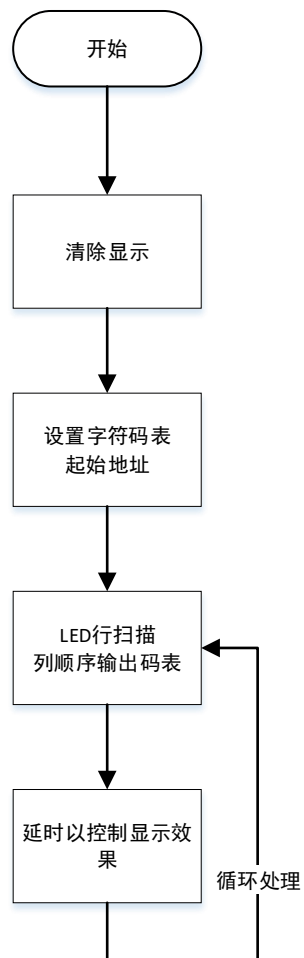 开始
清除显示
设置字符码表
起始地址
LED行扫描
列顺序输出码表
延时以控制显示效
果
循环处理